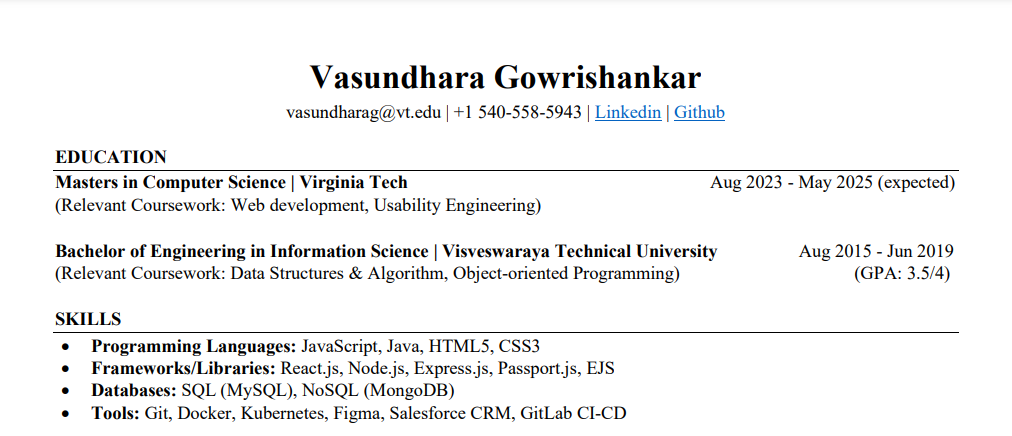 Vasundhara Gowrishankar
vasundharag@vt.edu | +1 540-558-5943 | Linkedin | Github
EDUCATION
Masters in Computer Science | Virginia Tech Aug 2023 - May 2025 (expected)
(Relevant Coursework: Web development, Usability Engineering)
Bachelor of Engineering in Information Science | Visveswaraya Technical University Aug 2015 - Jun 2019
(Relevant Coursework: Data Structures & Algorithm, Object-oriented Programming) (GPA: 3.5/4)
SKILLS
• Programming Languages: JavaScript, Java, HTML5, CSS3
• Frameworks/Libraries: React.js, Node.js, Express.js, Passport.js, EJS
• Databases: SQL (MySQL), NoSQL (MongoDB)
• Tools: Git, Docker, Kubernetes, Figma, Salesforce CRM, GitLab CI-CD